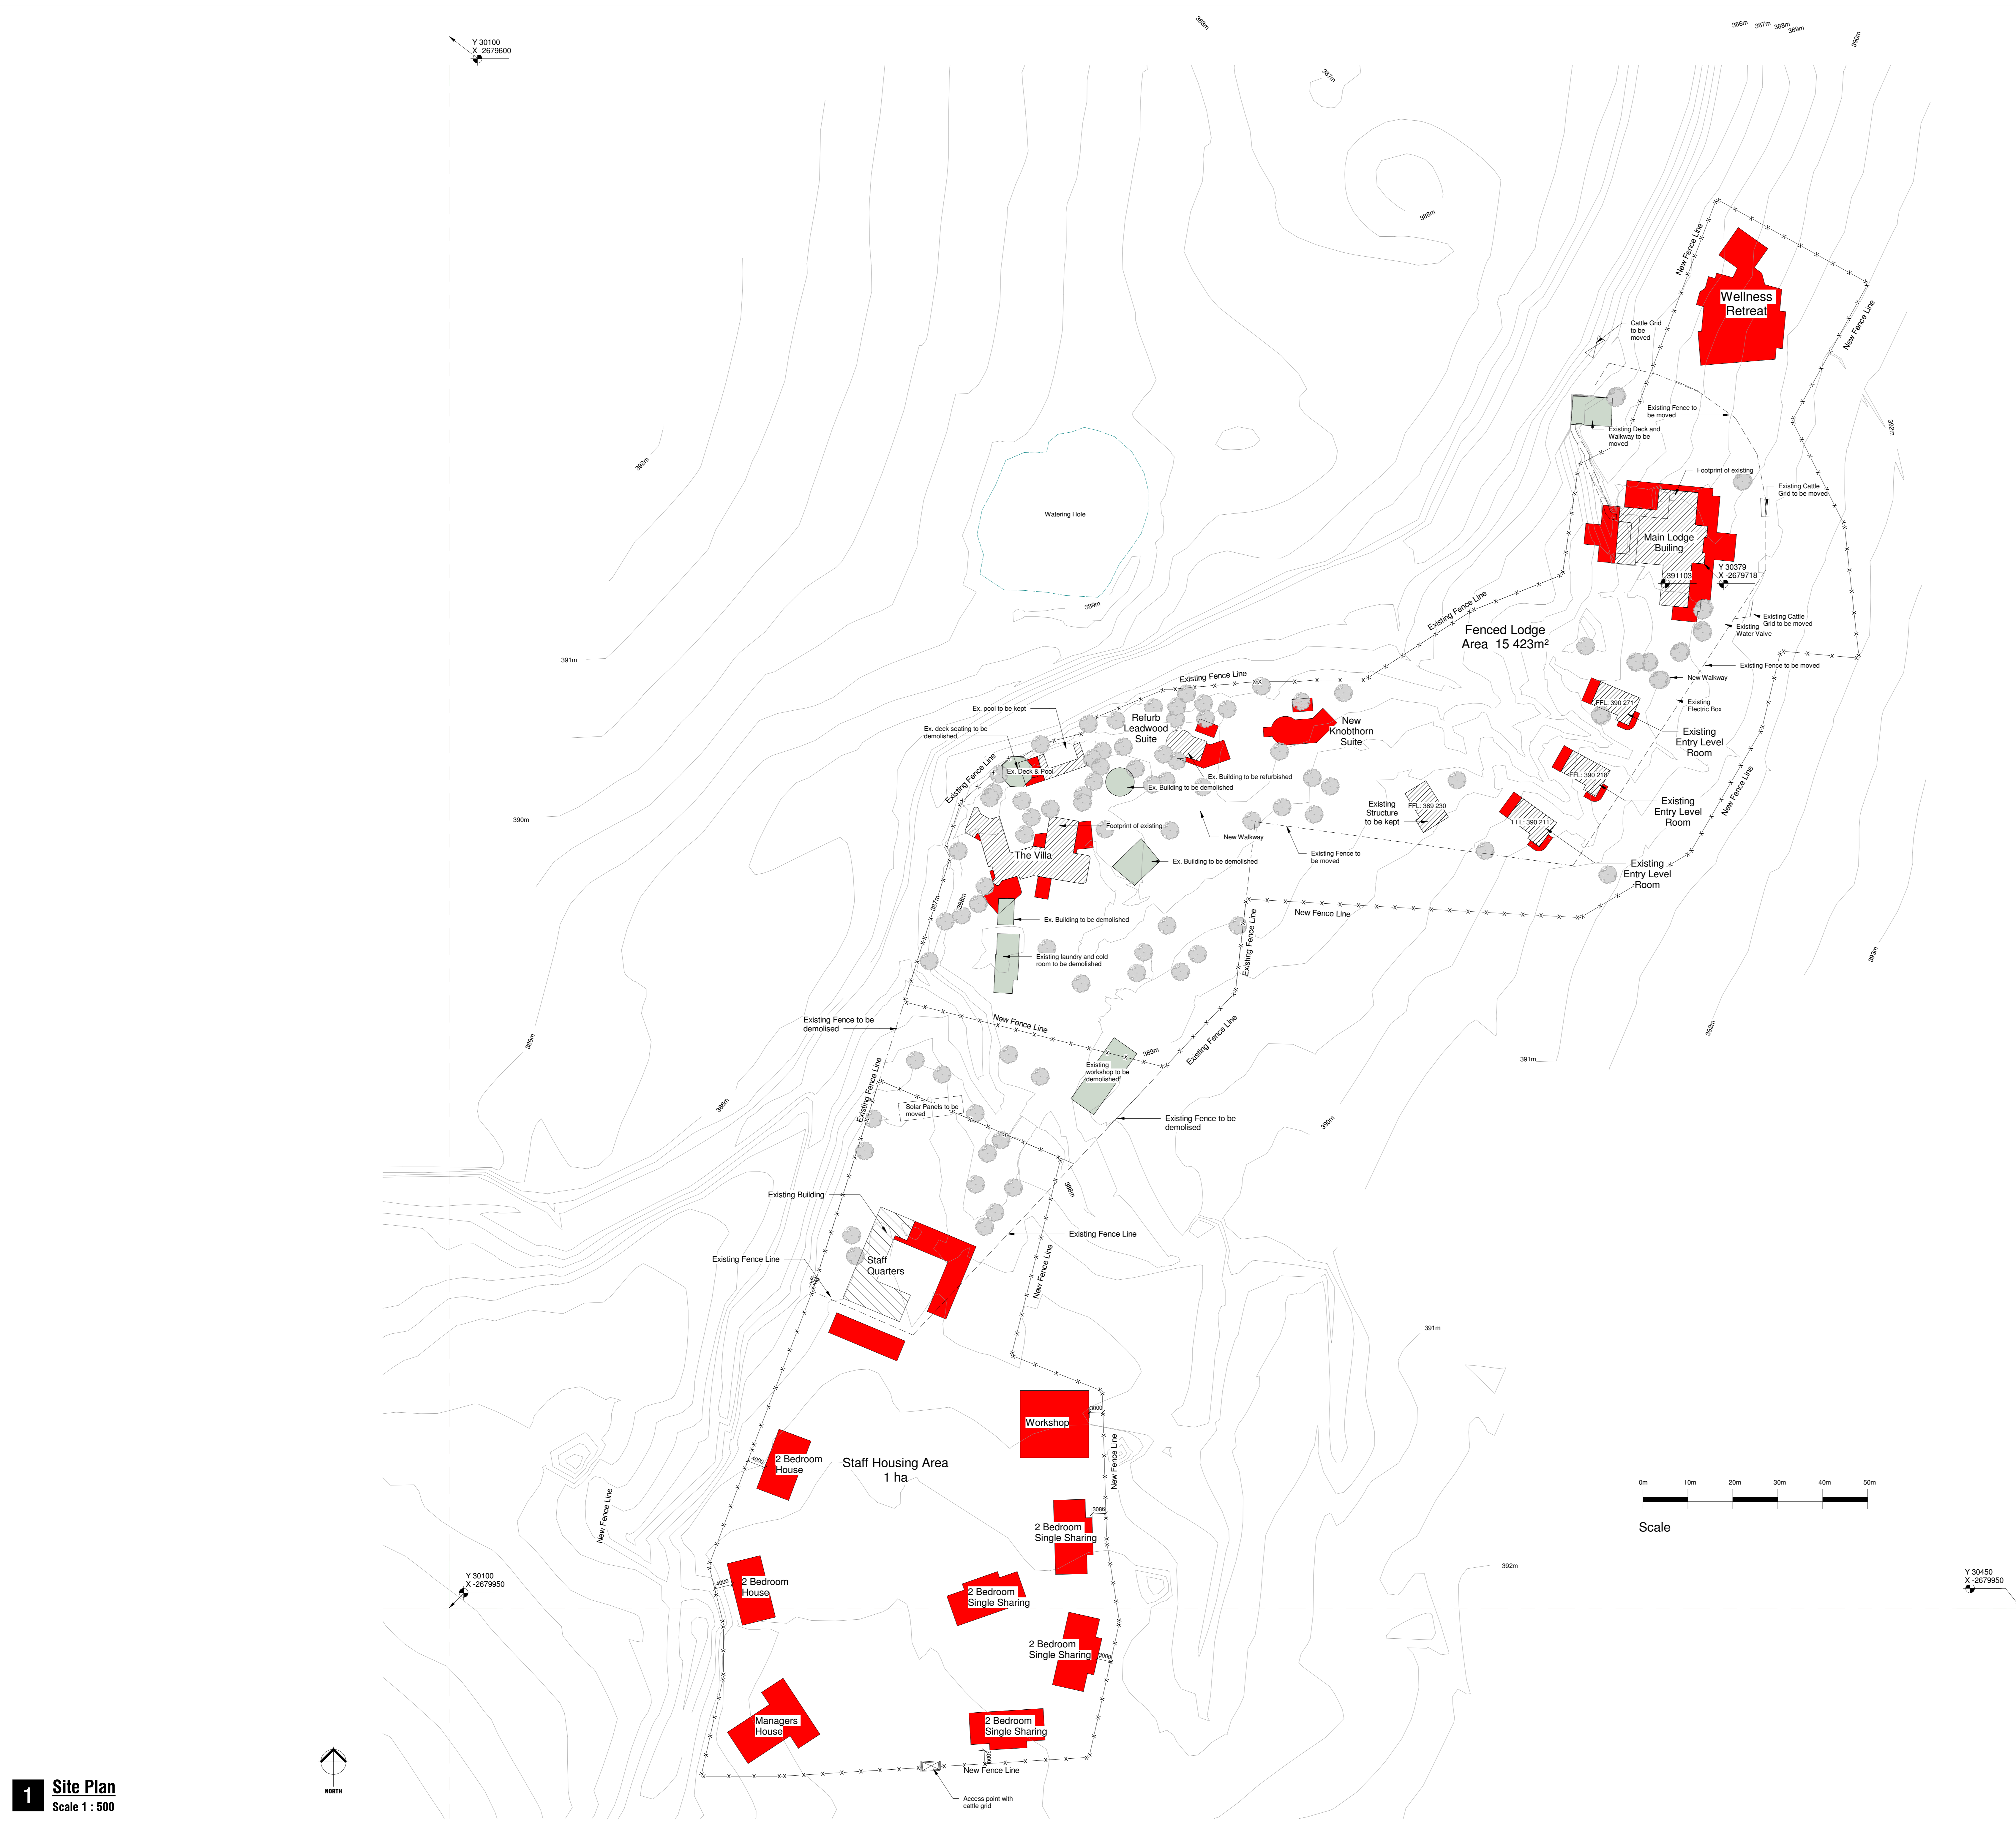 388m
386m
387m
388m
389m
390m
Y 30100
X -2679600
387m
388m
New Fence Line
Wellness
Retreat
New Fence Line
Cattle Grid
to be
moved
Existing Fence to
be moved
Existing Deck and
Walkway to be
moved
392m
392m
Footprint of existing
Existing Cattle
Grid to be moved
Watering Hole
Main Lodge
Builing
391103
Y 30379
X -2679718
389m
Existing Fence Line
Fenced Lodge
Area 15 423m²
Existing Cattle
Grid to be moved
Existing
Water Valve
391m
Existing Fence to be moved
Existing Fence Line
New Walkway
Ex. pool to be kept
Refurb
Leadwood
Suite
New
Knobthorn
Suite
FFL: 390 271
Existing
Electric Box
Ex. deck seating to be
demolished
Existing
Entry Level
Room
Existing Fence Line
Ex. Deck & Pool
Ex. Building to be refurbished
Ex. Building to be demolished
FFL: 390 218
Existing
Entry Level
Room
New Fence Line
390m
Existing
Structure
to be kept
FFL: 389 230
FFL: 390 211
Footprint of existing
New Walkway
The Villa
Ex. Building to be demolished
Existing Fence to
be moved
Existing
Entry Level
Room
387m
388m
Ex. Building to be demolished
New Fence Line
Existing Fence Line
Existing laundry and cold
room to be demolished
393m
Existing Fence to be
demolised
New Fence Line
Existing Fence Line
392m
389m
389m
391m
Existing
workshop to be
demolished
Existing Fence Line
388m
Solar Panels to be
moved
Existing Fence to be
demolised
390m
Existing Building
388m
Existing Fence Line
Existing Fence Line
Staff
Quarters
New Fence Line
391m
Workshop
3000
2 Bedroom
House
4000
Staff Housing Area
1 ha
New Fence Line
0m
10m
20m
30m
40m
50m
Scale
New Fence Line
3086
2 Bedroom
Single Sharing
392m
Y 30100
X -2679950
4000
2 Bedroom
House
2 Bedroom
Single Sharing
Y 30450
X -2679950
2 Bedroom
Single Sharing
3000
Managers
House
2 Bedroom
Single Sharing
3000
New Fence Line
Access point with
cattle grid
NORTH
1
Site Plan
Scale 1 : 500